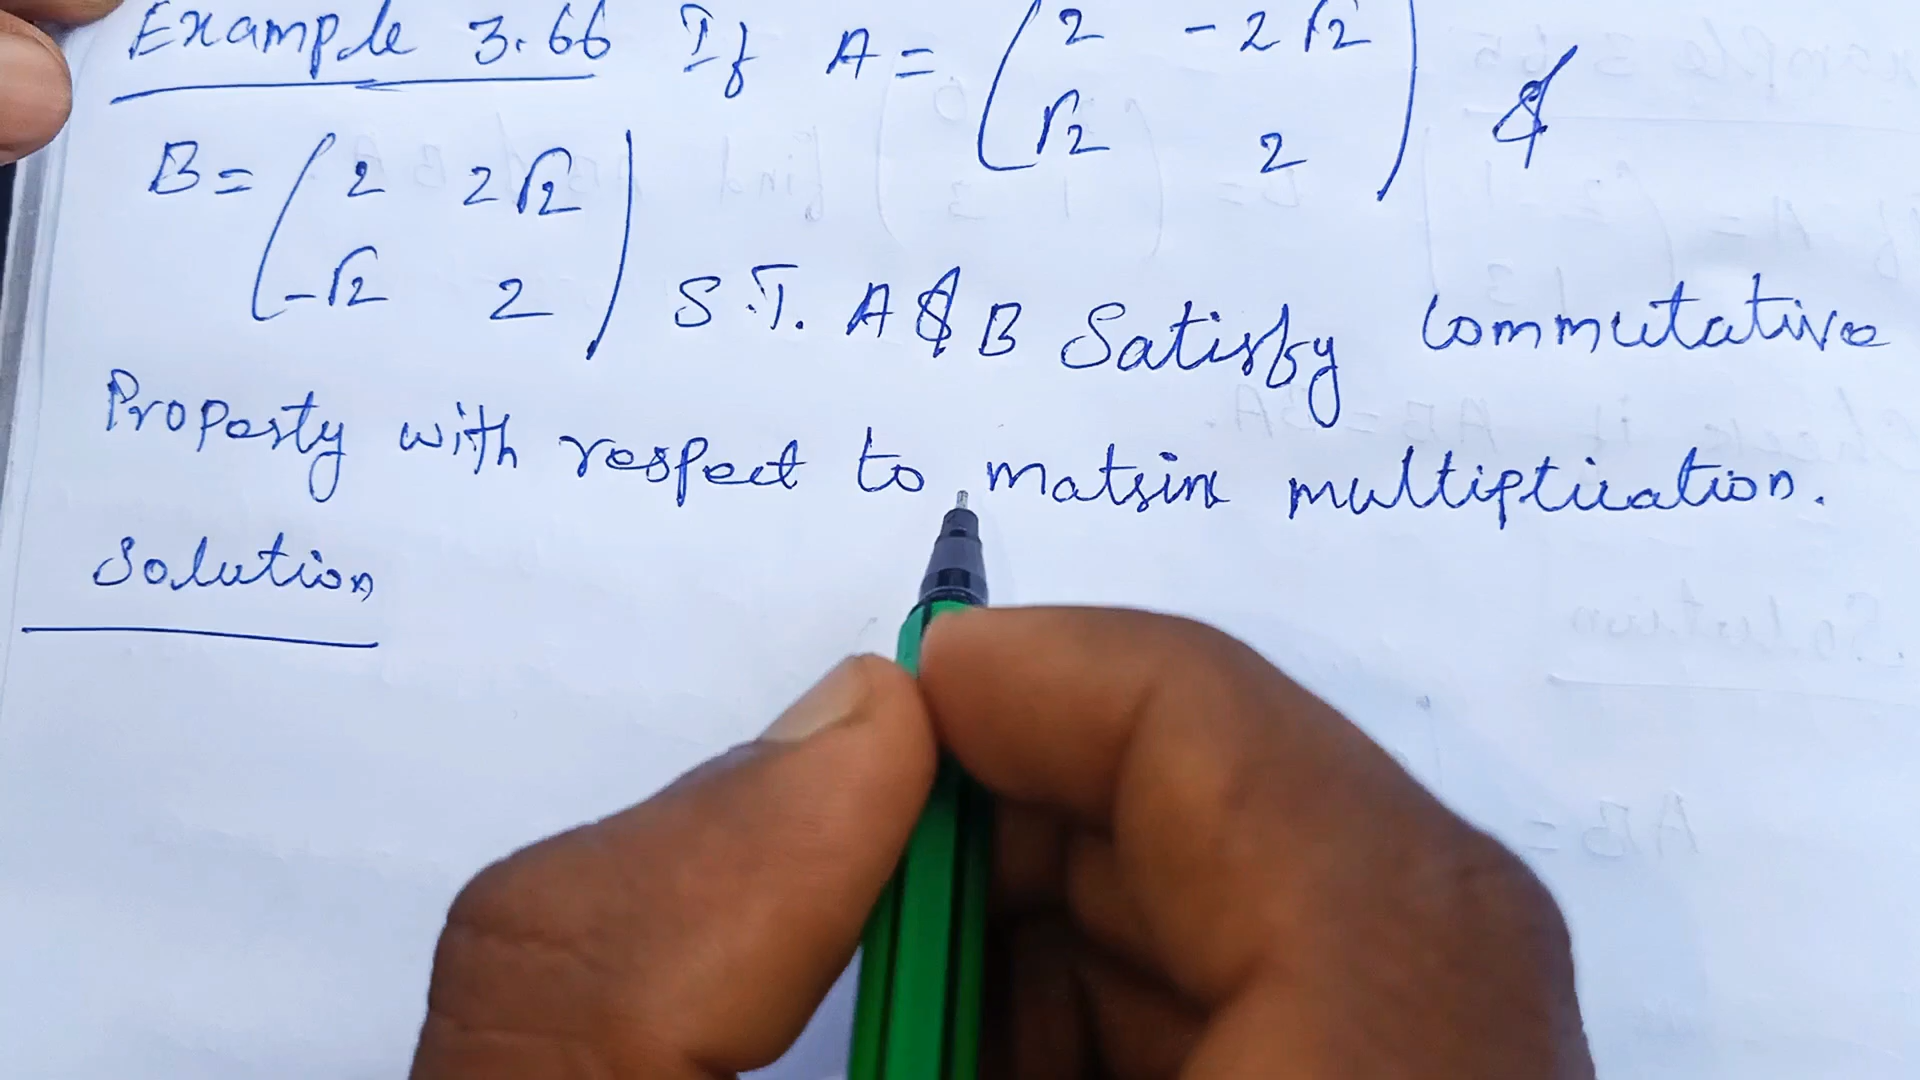 Example 3.66 If A = (2 -2√2
√2 2) &
B = (2 2√2
-√2 2) S.T. A & B Satisfy commutative
Property with respect to matrix multiplication.
Solution